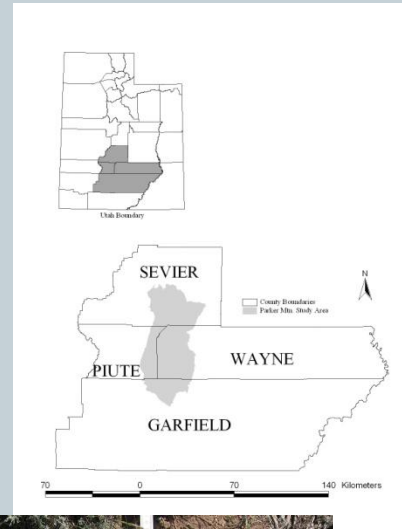 Utah Boundary
SEVIER
N
County Boundaries
Parker Mtn. Study Area
WAYNE
PIUTE
GARFIELD
70 0 70 140 Kilometers